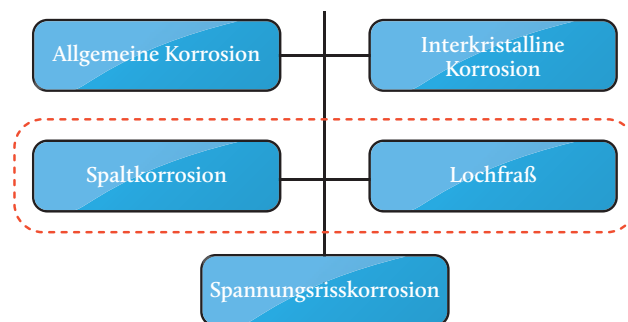 Allgemeine Korrosion
Interkristalline
Korrosion
Spaltkorrosion
Lochfraß
Spannungsrisskorrosion